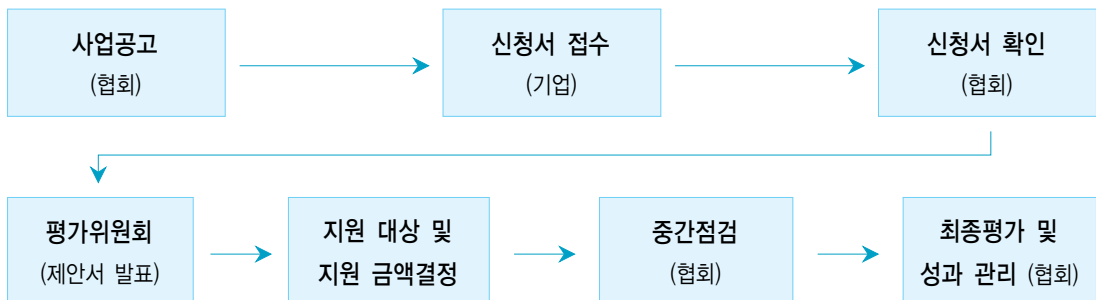 사업공고
(협회)
신청서 접수
(기업)
신청서 확인
(협회)
평가위원회
(제안서 발표)
지원 대상 및
지원 금액결정
중간점검
(협회)
최종평가 및
성과 관리 (협회)